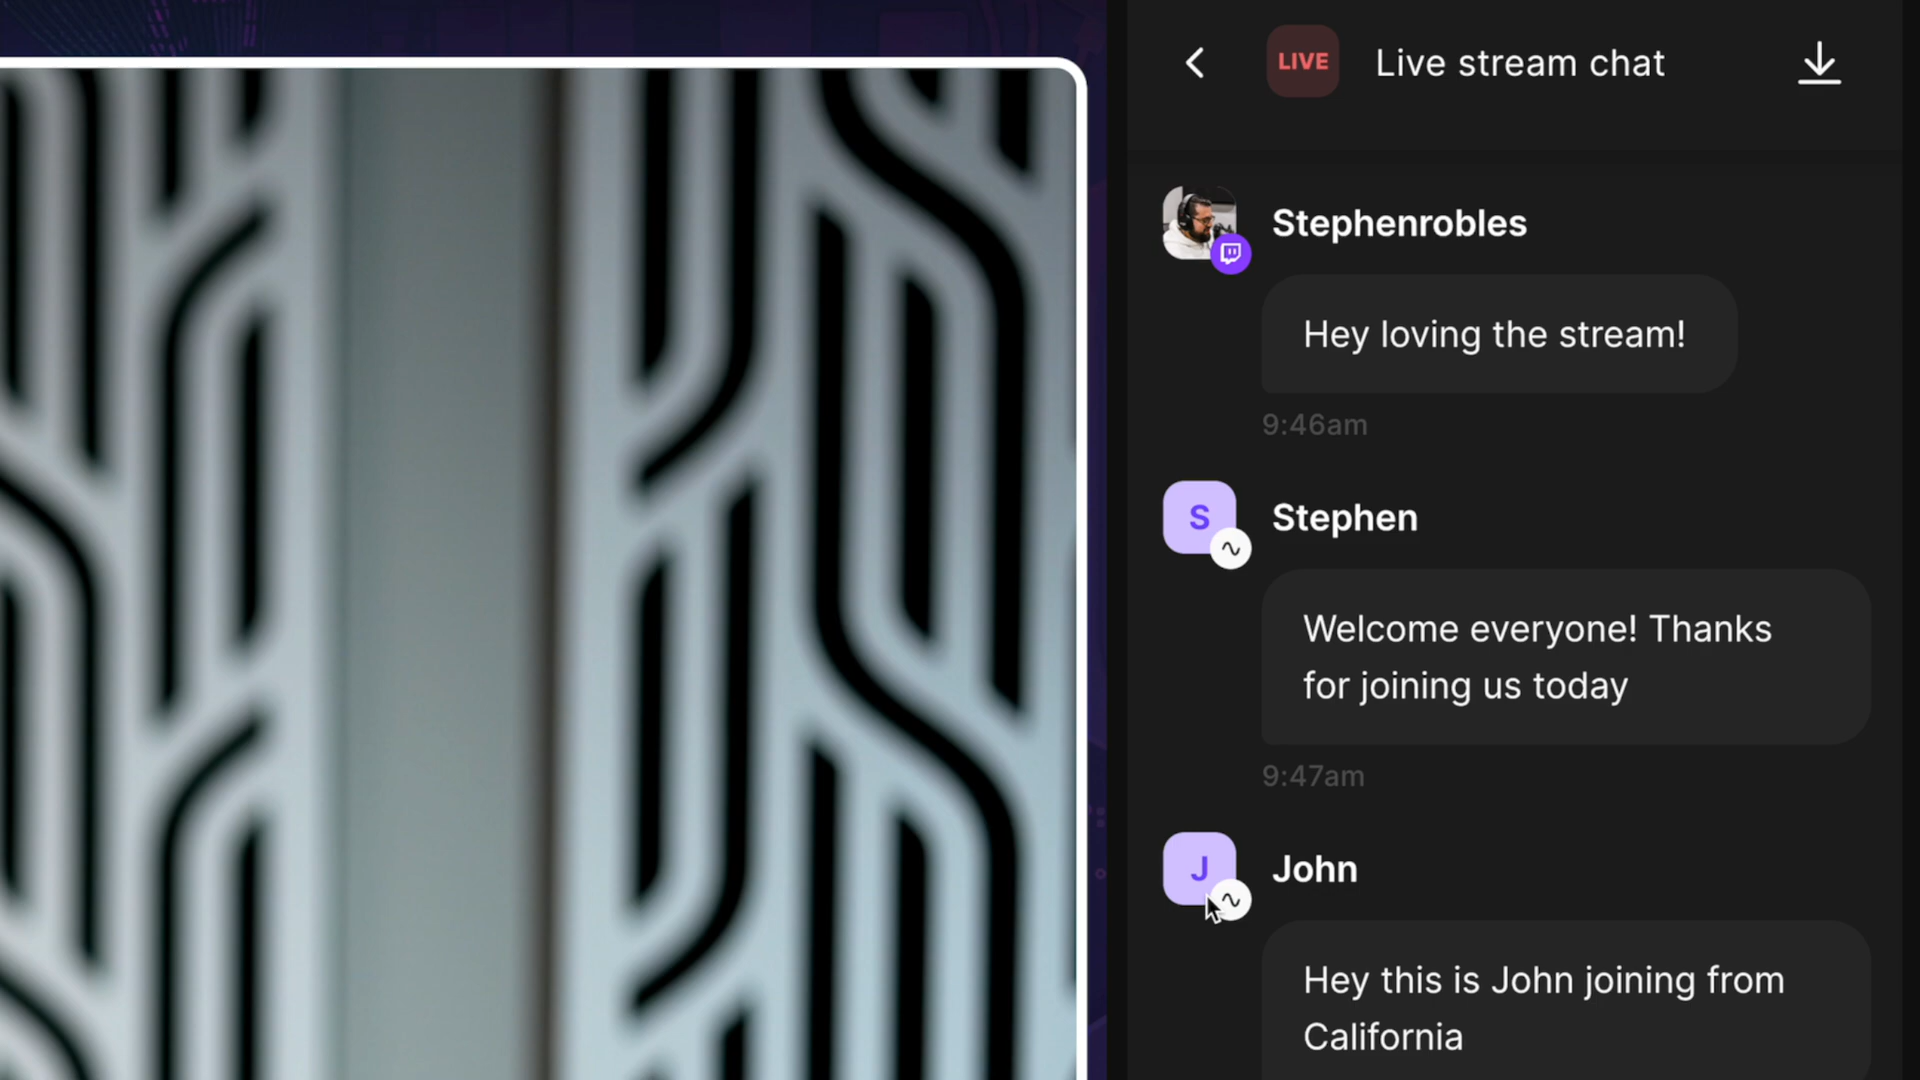 LIVE Live stream chat
Stephenrobles
Hey loving the stream!
9:46am
S Stephen
Welcome everyone! Thanks
for joining us today
9:47am
J John
Hey this is John joining from
California